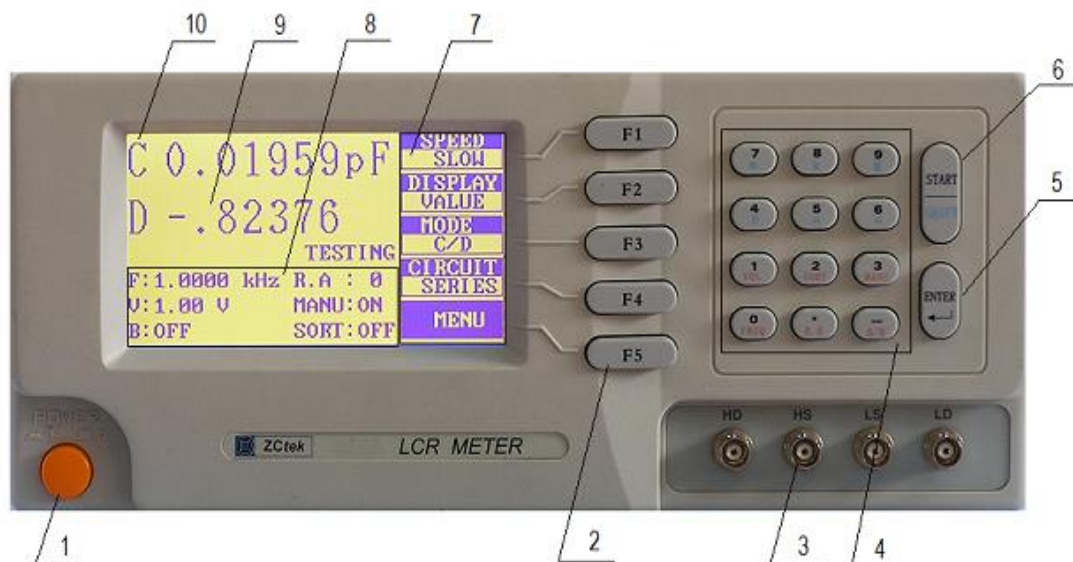 10 9 8 7
6
5
C 0.01959pF
D -.82376
TESTING
F:1.0000 kHz R.A : 0
V:1.00 V MANU:ON
B:OFF SORT:OFF
SPEED
SLOW
DISPLAY
VALUE
MODE
C/D
CIRCUIT
SERIES
MENU
F1
F2
F3
F4
F5
7 8 9
4 5 6
1 2 3
0 • —
FREQ
START
ENTER
POWER
ZCtek LCR METER
HD HS LS LD
1 2 3 4